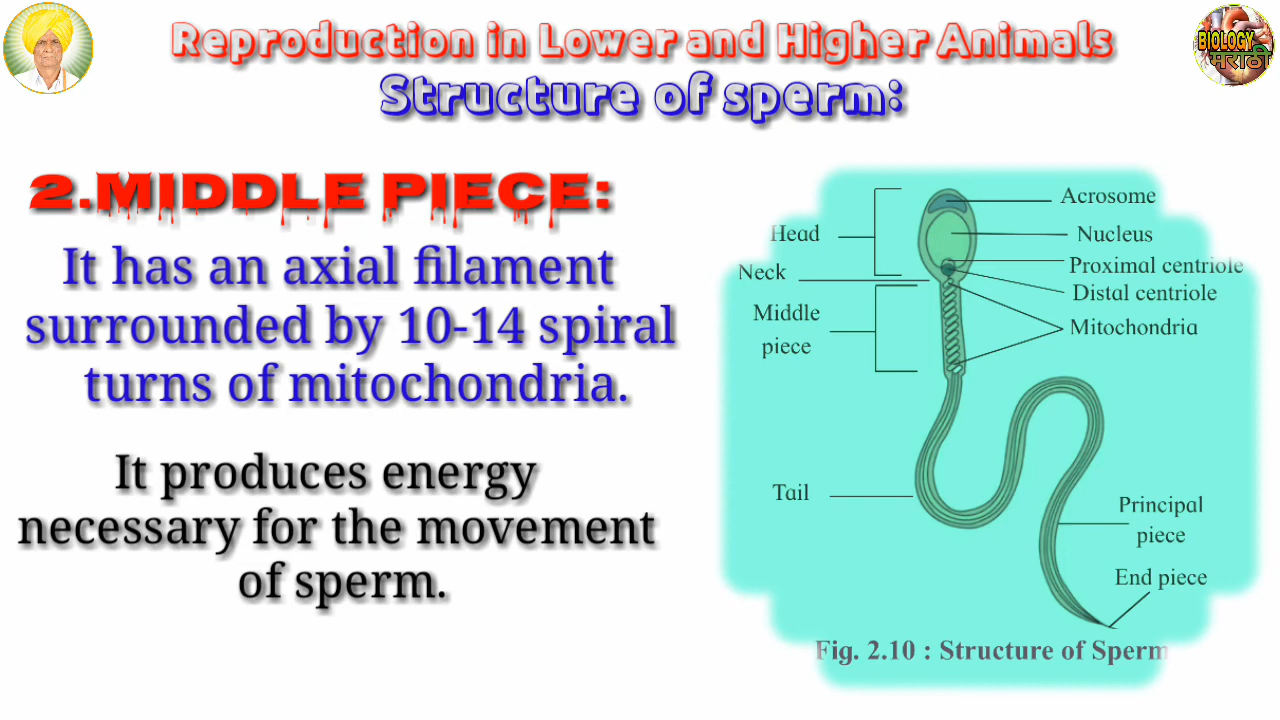 Reproduction in Lower and Higher Animals
Structure of sperm:
BIOLOGY
मराठी
2.MIDDLE PIECE:
It has an axial filament
surrounded by 10-14 spiral
turns of mitochondria.
It produces energy
necessary for the movement
of sperm.
Acrosome
Head
Nucleus
Proximal centriole
Neck
Distal centriole
Middle
piece
Mitochondria
Tail
Principal
piece
End piece
Fig. 2.10 : Structure of Sperm